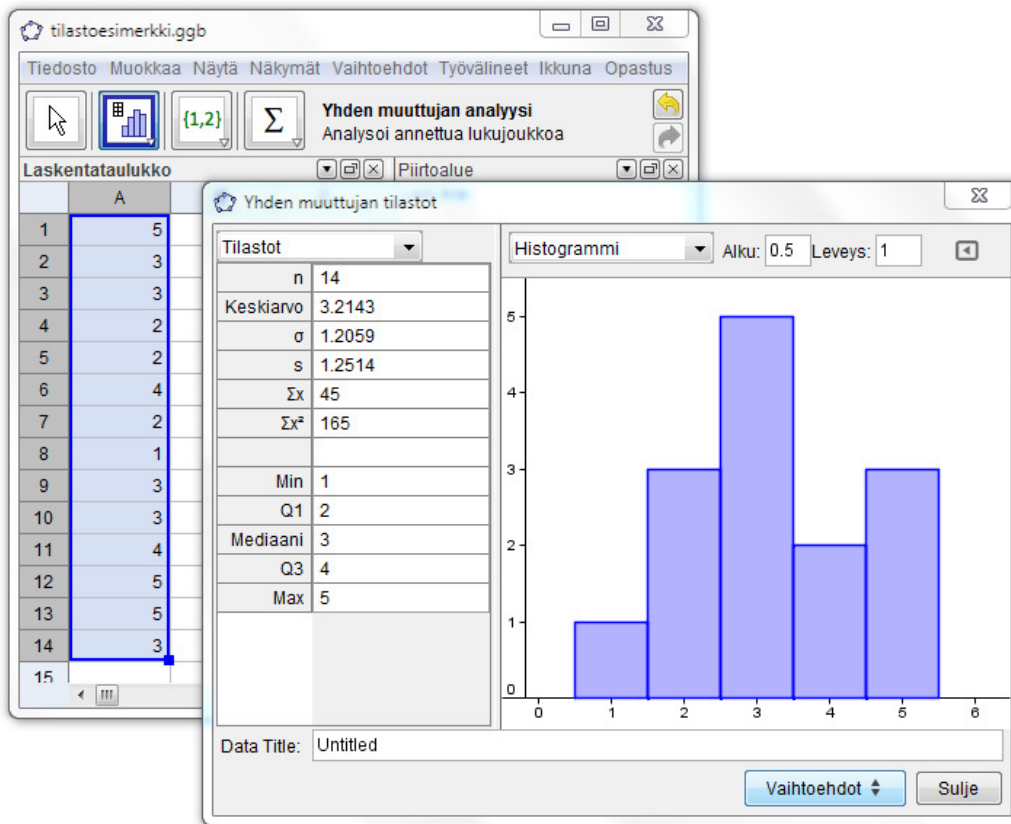 tilastoesimerkki.ggb
Tiedosto Muokkaa Näytä Näkymät Vaihtoehdot Työvälineet Ikkuna Opastus
{1,2} Σ Yhden muuttujan analyysi
Analysoi annettua lukujoukkoa
Laskentataulukko Piirtoalue
A
1 5
2 3
3 3
4 2
5 2
6 4
7 2
8 1
9 3
10 3
11 4
12 5
13 5
14 3
15
Yhden muuttujan tilastot
Tilastot
n 14
Keskiarvo 3.2143
σ 1.2059
s 1.2514
Σx 45
Σx² 165
Min 1
Q1 2
Mediaani 3
Q3 4
Max 5
Histogrammi Alku: 0.5 Leveys: 1
5
4
3
2
1
0
0 1 2 3 4 5 6
Data Title: Untitled
Vaihtoehdot Sulje